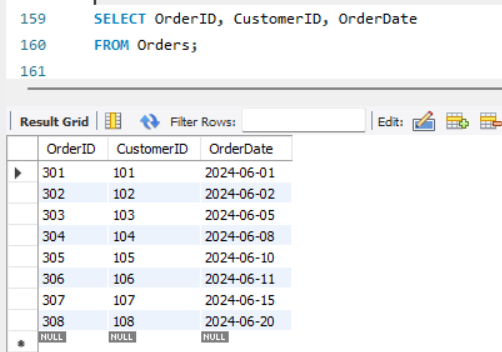 159 SELECT OrderID, CustomerID, OrderDate
160 FROM Orders;
161
Result Grid Filter Rows: Edit:
OrderID CustomerID OrderDate
301 101 2024-06-01
302 102 2024-06-02
303 103 2024-06-05
304 104 2024-06-08
305 105 2024-06-10
306 106 2024-06-11
307 107 2024-06-15
308 108 2024-06-20
NULL NULL NULL